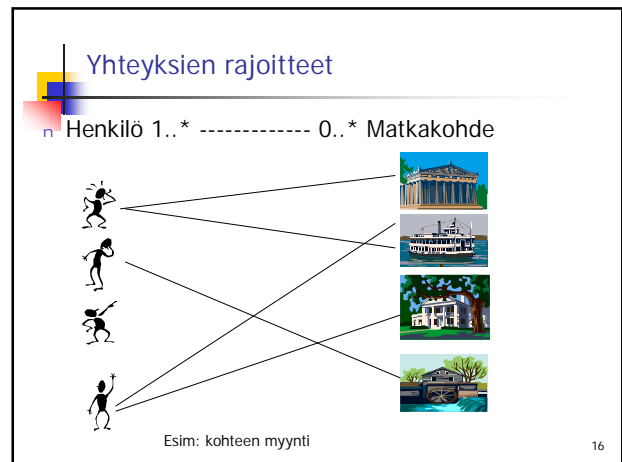 Yhteyksien rajoitteet
n Henkilö 1..* ------------- 0..* Matkakohde
Esim: kohteen myynti
16